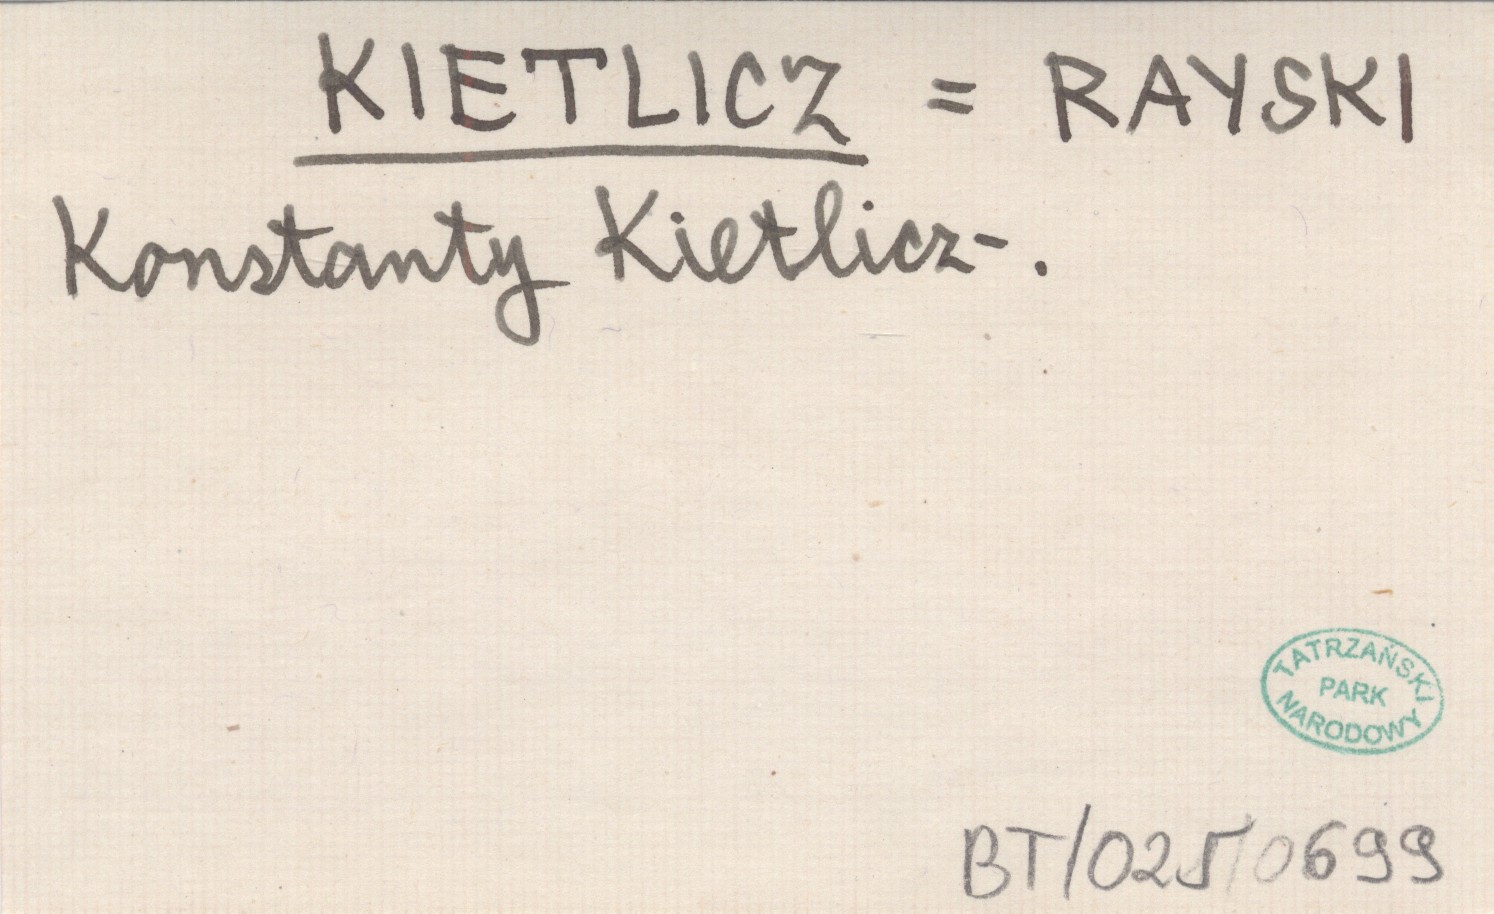 KIETLICZ = RAYSKI
Konstanty Kietlicz-.
TATRZAŃSKI
PARK
NARODOWY
BT/025/0699